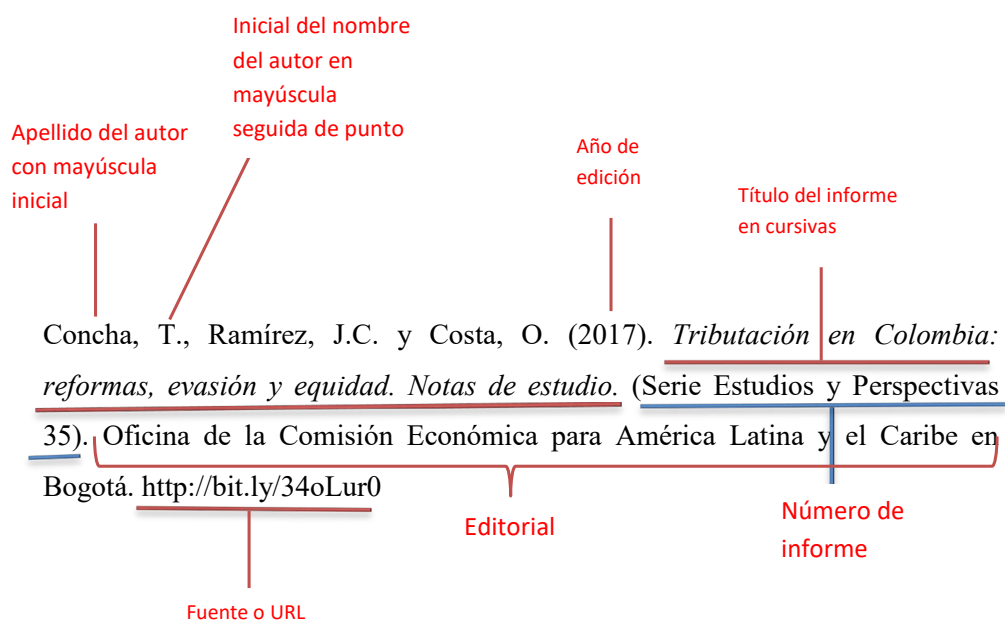 Inicial del nombre
del autor en
mayúscula
seguida de punto
Apellido del autor
con mayúscula
inicial
Año de
edición
Título del informe
en cursivas
Concha, T., Ramírez, J.C. y Costa, O. (2017). Tributación en Colombia:
reformas, evasión y equidad. Notas de estudio. (Serie Estudios y Perspectivas
35). Oficina de la Comisión Económica para América Latina y el Caribe en
Bogotá. http://bit.ly/34oLur0
Editorial
Número de
informe
Fuente o URL